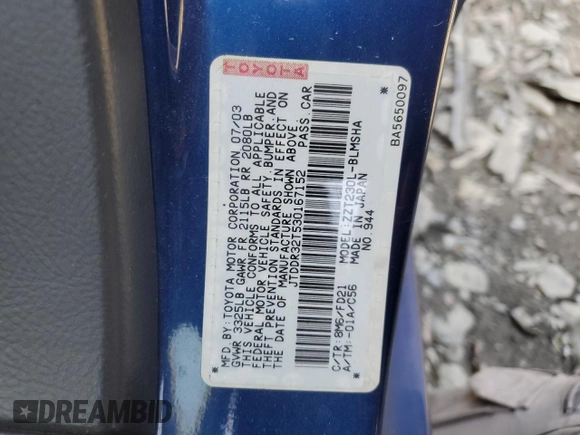 TOYOTA
MFD.BY:TOYOTA MOTOR CORPORATION 07/03
GVWR 3325LB GAWR FR 2115LB RR 2080LB
THIS VEHICLE CONFORMS TO ALL APPLICABLE
FEDERAL MOTOR VEHICLE SAFETY,BUMPER,AND
THEFT PREVENTION STANDARDS IN EFFECT ON
THE DATE OF MANUFACTURE SHOWN ABOVE.
* JTDDR32T530167152 PASS.CAR *
C/TR:8M6/FD21 MODEL:ZZT230L-BLMSHA
A/TM:-01A/C56 MADE IN JAPAN
NO.944
BA5650097
DREAMBID